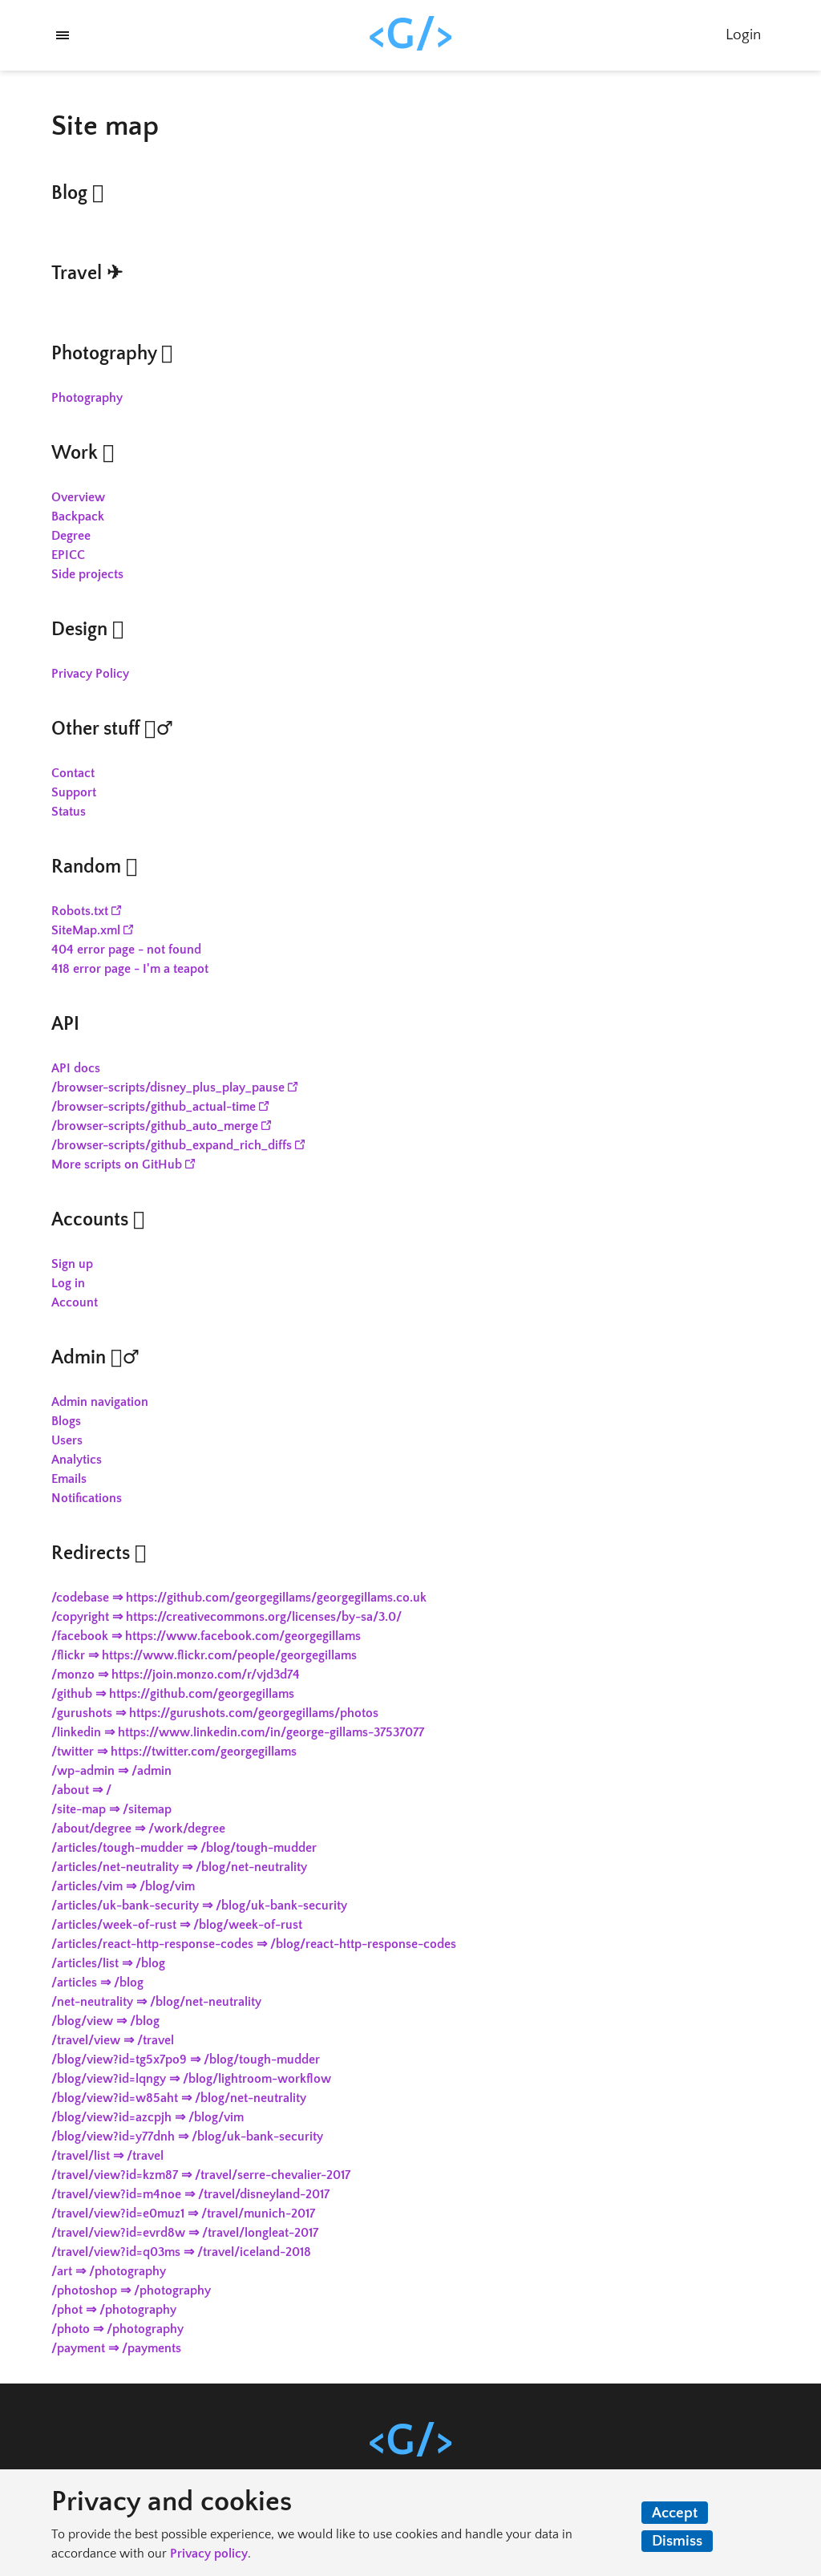 <G/>
Login
Site map
Blog
Travel ✈
Photography
Photography
Work
Overview
Backpack
Degree
EPICC
Side projects
Design
Privacy Policy
Other stuff ♂
Contact
Support
Status
Random
Robots.txt
SiteMap.xml
404 error page - not found
418 error page - I'm a teapot
API
API docs
/browser-scripts/disney_plus_play_pause
/browser-scripts/github_actual-time
/browser-scripts/github_auto_merge
/browser-scripts/github_expand_rich_diffs
More scripts on GitHub
Accounts
Sign up
Log in
Account
Admin ♂
Admin navigation
Blogs
Users
Analytics
Emails
Notifications
Redirects
/codebase ⇒ https://github.com/georgegillams/georgegillams.co.uk
/copyright ⇒ https://creativecommons.org/licenses/by-sa/3.0/
/facebook ⇒ https://www.facebook.com/georgegillams
/flickr ⇒ https://www.flickr.com/people/georgegillams
/monzo ⇒ https://join.monzo.com/r/vjd3d74
/github ⇒ https://github.com/georgegillams
/gurushots ⇒ https://gurushots.com/georgegillams/photos
/linkedin ⇒ https://www.linkedin.com/in/george-gillams-37537077
/twitter ⇒ https://twitter.com/georgegillams
/wp-admin ⇒ /admin
/about ⇒ /
/site-map ⇒ /sitemap
/about/degree ⇒ /work/degree
/articles/tough-mudder ⇒ /blog/tough-mudder
/articles/net-neutrality ⇒ /blog/net-neutrality
/articles/vim ⇒ /blog/vim
/articles/uk-bank-security ⇒ /blog/uk-bank-security
/articles/week-of-rust ⇒ /blog/week-of-rust
/articles/react-http-response-codes ⇒ /blog/react-http-response-codes
/articles/list ⇒ /blog
/articles ⇒ /blog
/net-neutrality ⇒ /blog/net-neutrality
/blog/view ⇒ /blog
/travel/view ⇒ /travel
/blog/view?id=tg5x7po9 ⇒ /blog/tough-mudder
/blog/view?id=lqngy ⇒ /blog/lightroom-workflow
/blog/view?id=w85aht ⇒ /blog/net-neutrality
/blog/view?id=azcpjh ⇒ /blog/vim
/blog/view?id=y77dnh ⇒ /blog/uk-bank-security
/travel/list ⇒ /travel
/travel/view?id=kzm87 ⇒ /travel/serre-chevalier-2017
/travel/view?id=m4noe ⇒ /travel/disneyland-2017
/travel/view?id=e0muz1 ⇒ /travel/munich-2017
/travel/view?id=evrd8w ⇒ /travel/longleat-2017
/travel/view?id=q03ms ⇒ /travel/iceland-2018
/art ⇒ /photography
/photoshop ⇒ /photography
/phot ⇒ /photography
/photo ⇒ /photography
/payment ⇒ /payments
<G/>
Privacy and cookies
To provide the best possible experience, we would like to use cookies and handle your data in
accordance with our Privacy policy.
Accept
Dismiss